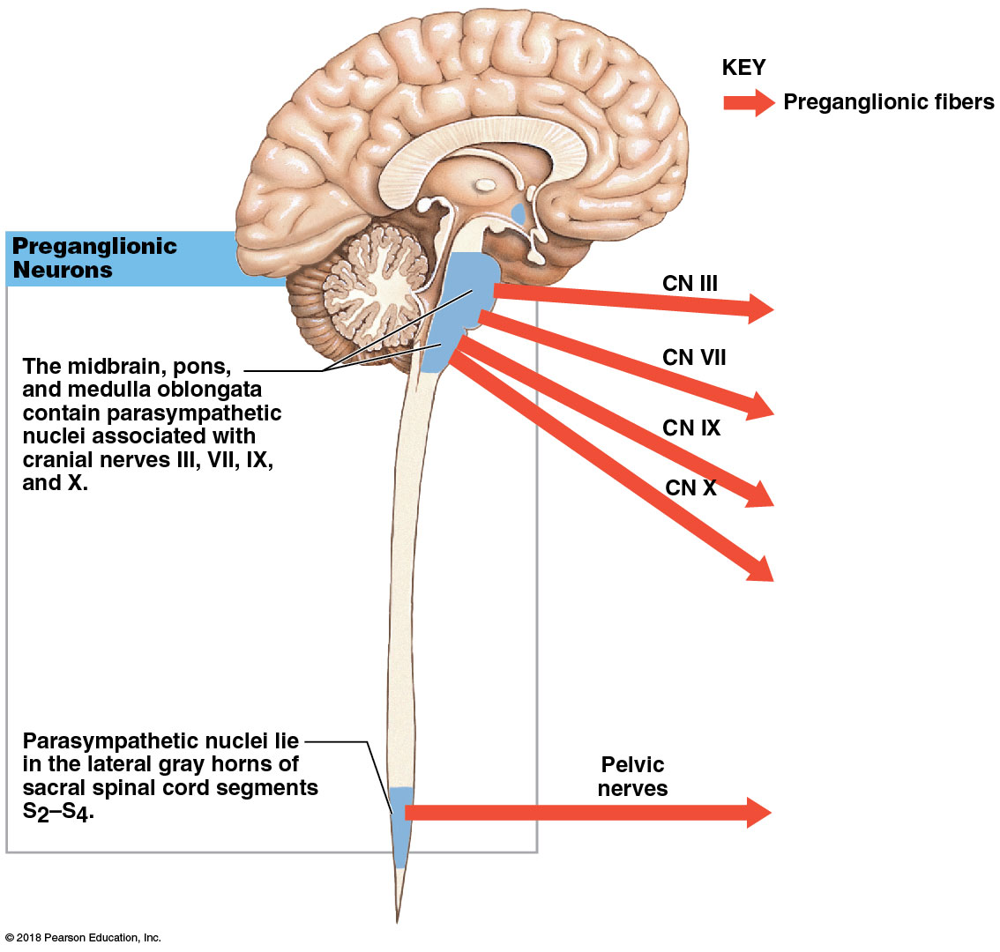 KEY
Preganglionic fibers
Preganglionic
Neurons
CN III
CN VII
The midbrain, pons,
and medulla oblongata
contain parasympathetic
nuclei associated with
cranial nerves III, VII, IX,
and X.
CN IX
CN X
Parasympathetic nuclei lie
in the lateral gray horns of
sacral spinal cord segments
S2–S4.
Pelvic
nerves
© 2018 Pearson Education, Inc.